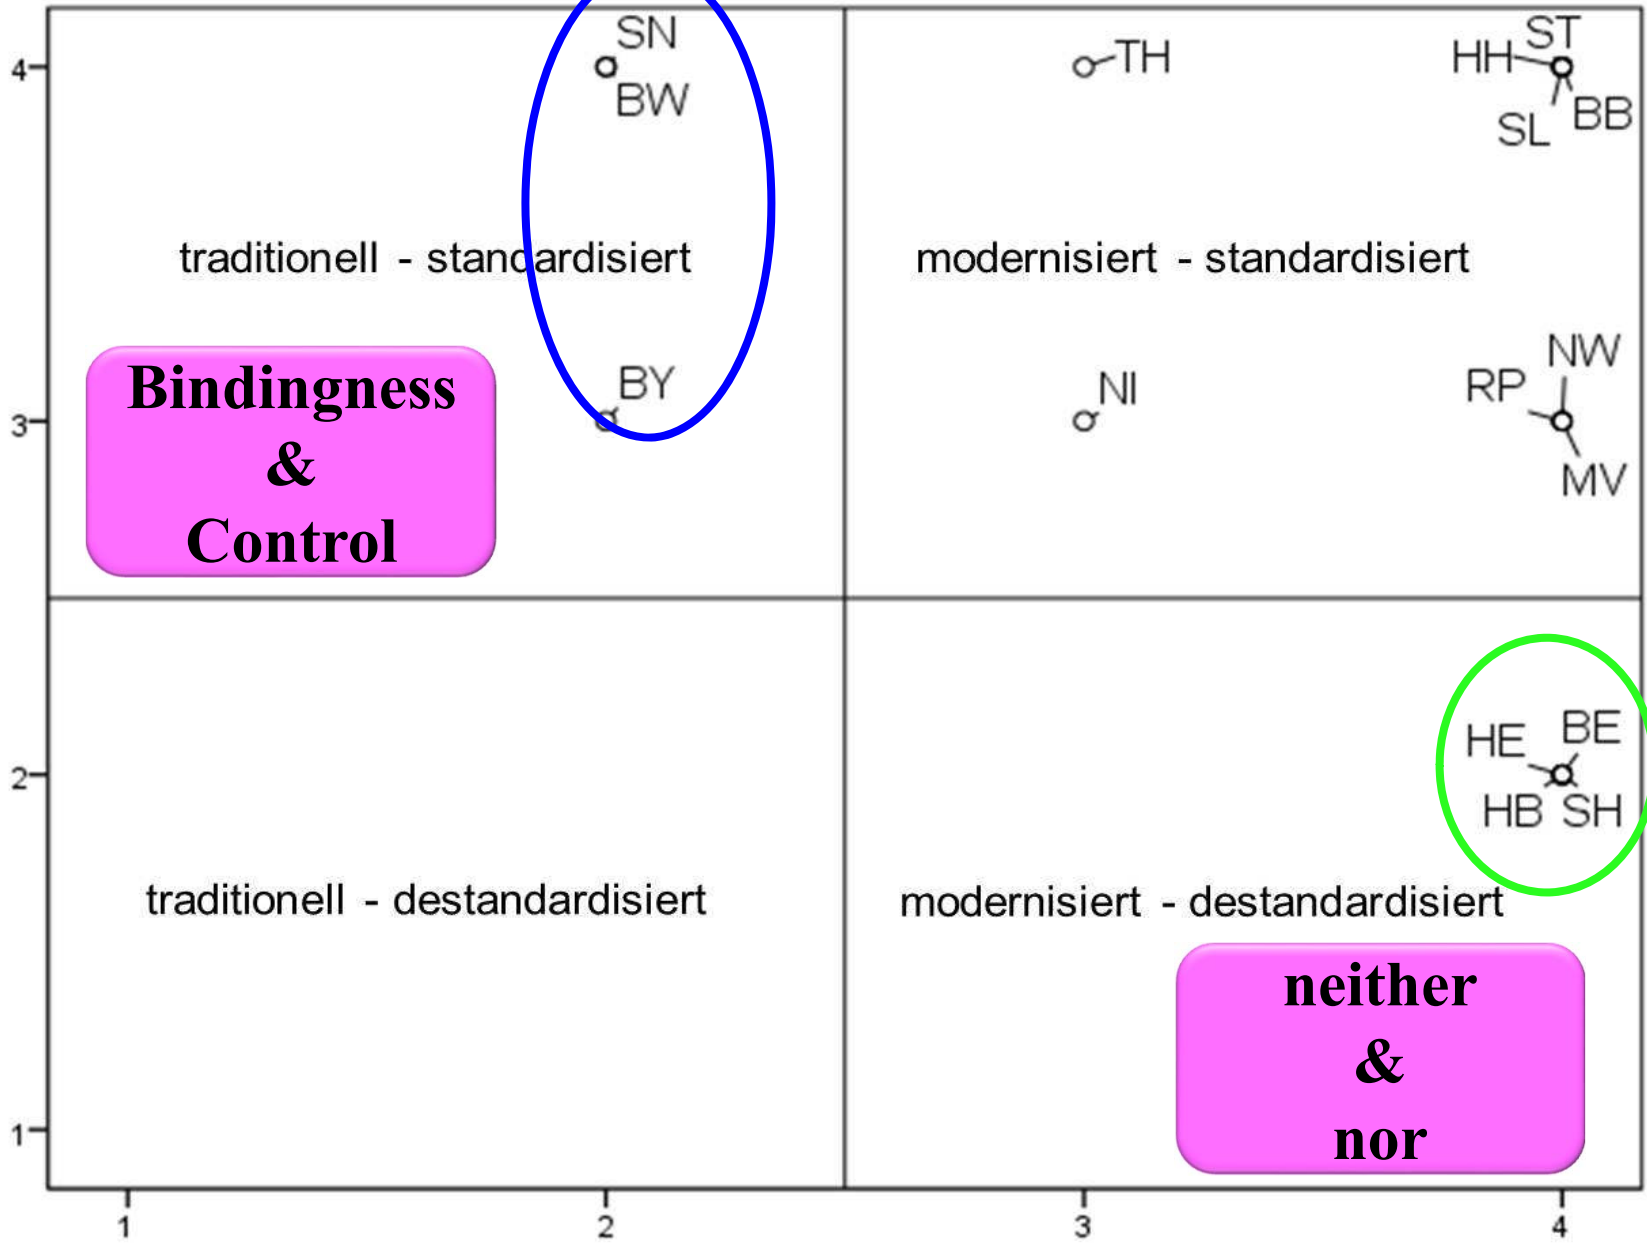 SN
4
TH
HH
ST
BW
SL
BB
traditionell - standardisiert
modernisiert - standardisiert
Bindingness
&
Control
BY
3
NI
NW
RP
MV
HE
BE
2
HB
SH
traditionell - destandardisiert
modernisiert - destandardisiert
neither
&
nor
1
1
2
3
4